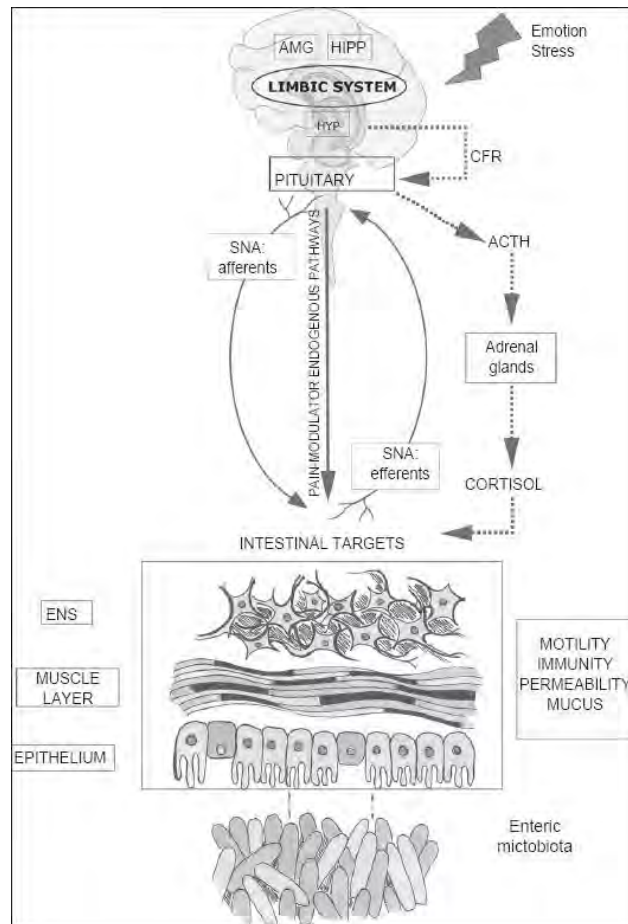 Emotion
Stress
AMG
HIPP
LIMBIC SYSTEM
HYP
CFR
PITUITARY
SNA:
afferents
PAIN-MODULATOR ENDOGENOUS PATHWAYS
ACTH
Adrenal
glands
SNA:
efferents
CORTISOL
INTESTINAL TARGETS
ENS
MUSCLE
LAYER
EPITHELIUM
MOTILITY
IMMUNITY
PERMEABILITY
MUCUS
Enteric
mictobiota